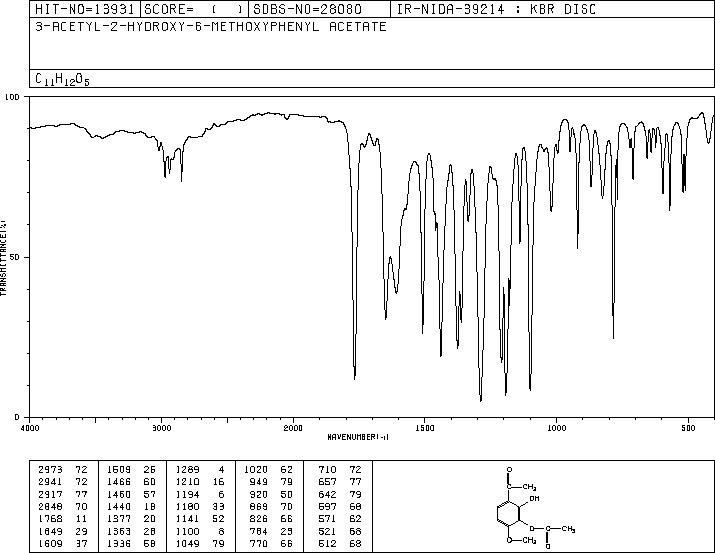 HIT-NO=13931 SCORE= ( ) SDBS-NO=28080 IR-NIDA-39214 : KBR DISC
3-ACETYL-2-HYDROXY-6-METHOXYPHENYL ACETATE
C11H12O5
100
50
0
TRANSMITTANCE(%)
4000 3000 2000 1500 1000 500
WAVENUMBER(-1)
2973 72 1509 26 1289 4 1020 62 710 72
2941 72 1466 60 1210 16 949 79 657 77
2917 77 1460 57 1194 6 920 50 642 79
2848 70 1440 18 1180 33 869 70 597 68
1768 11 1377 20 1141 52 826 66 571 62
1649 29 1363 28 1100 8 784 23 521 68
1609 37 1336 58 1049 79 770 66 512 68
O
C—CH3
OH
O—C—CH3
O
O—CH3